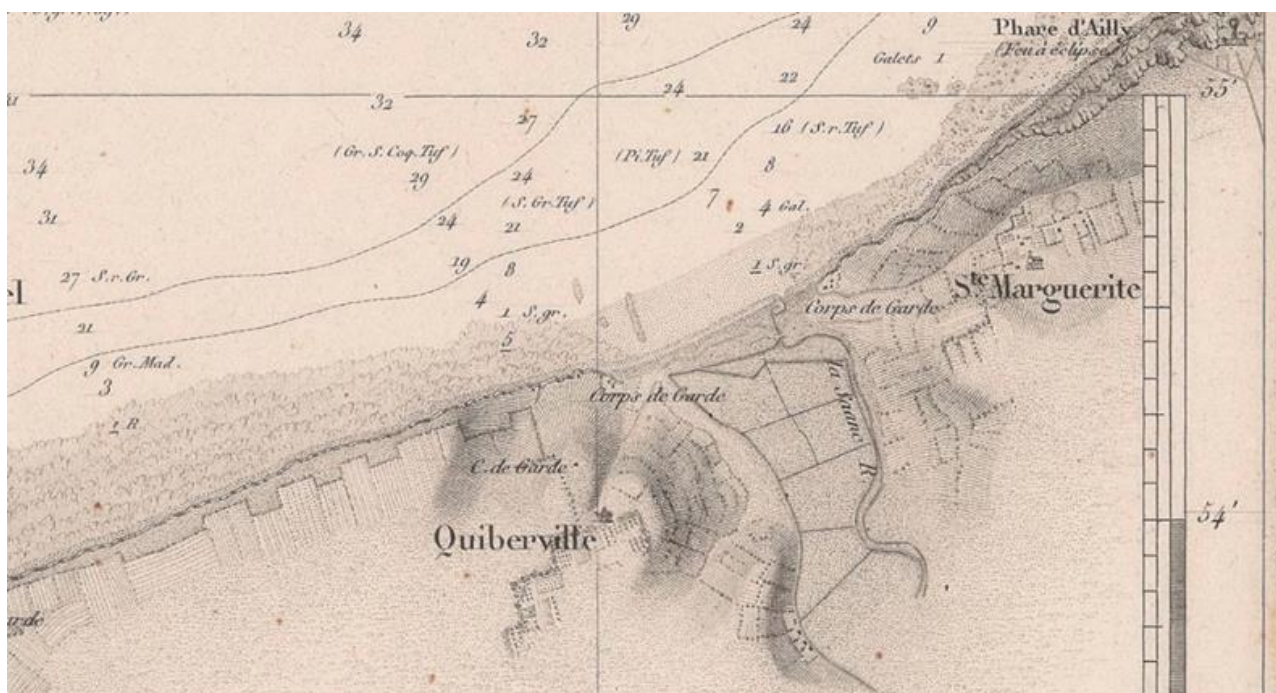 34
32
29
24
9
Phare d'Ailly
(Feu à éclipses)
Galets 1
22
24
55'
32
27
16 (S.r.Tuf)
(Gr.S.Coq.Tuf)
(Pi.Tuf) 21
8
34
29
24
7
4 Gal.
(S.Gr.Tuf)
31
24
21
2
27 S.v.Gr.
19
8
1 S.gr.
Ste Marguerite
4
Corps de Garde
1 S.gr.
21
5
9 Gr.Mad.
3
Corps de Garde
la Saane
R
1 R
C. de Garde
54'
Quiberville